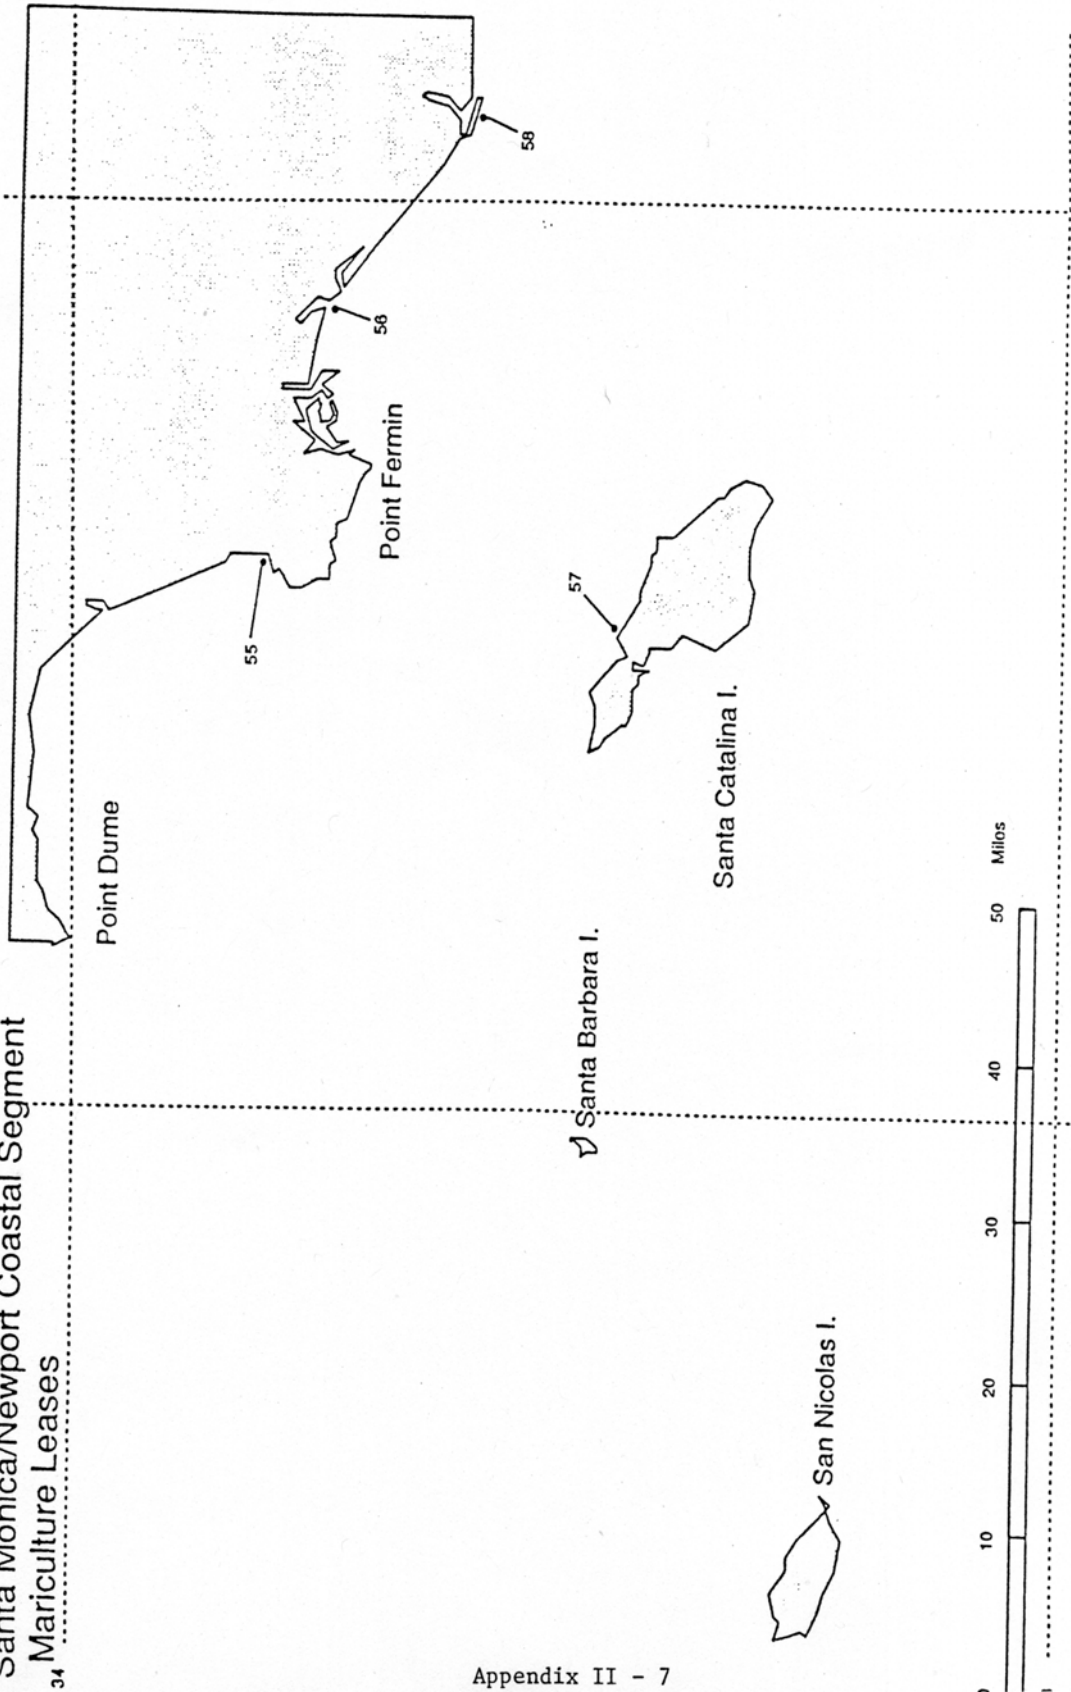 Santa Monica/Newport Coastal Segment
Mariculture Leases
34
Point Dume
55
Point Fermin
56
58
57
Santa Catalina I.
Santa Barbara I.
San Nicolas I.
10
20
30
40
50
Miles
Appendix II - 7